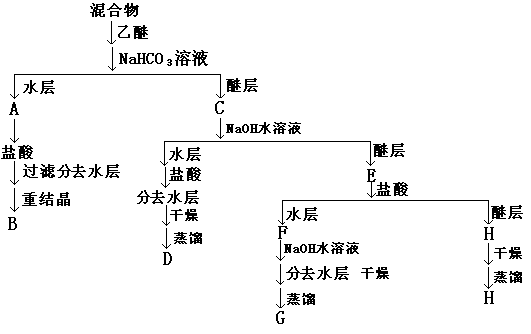 混合物
乙醚
NaHCO₃溶液
水层 醚层
A C
盐酸 NaOH水溶液
过滤分去水层
重结晶
B
水层 醚层
盐酸 E
分去水层 盐酸
干燥
蒸馏
D
水层 醚层
F H
NaOH水溶液 干燥
分去水层 干燥 蒸馏
蒸馏 H
G